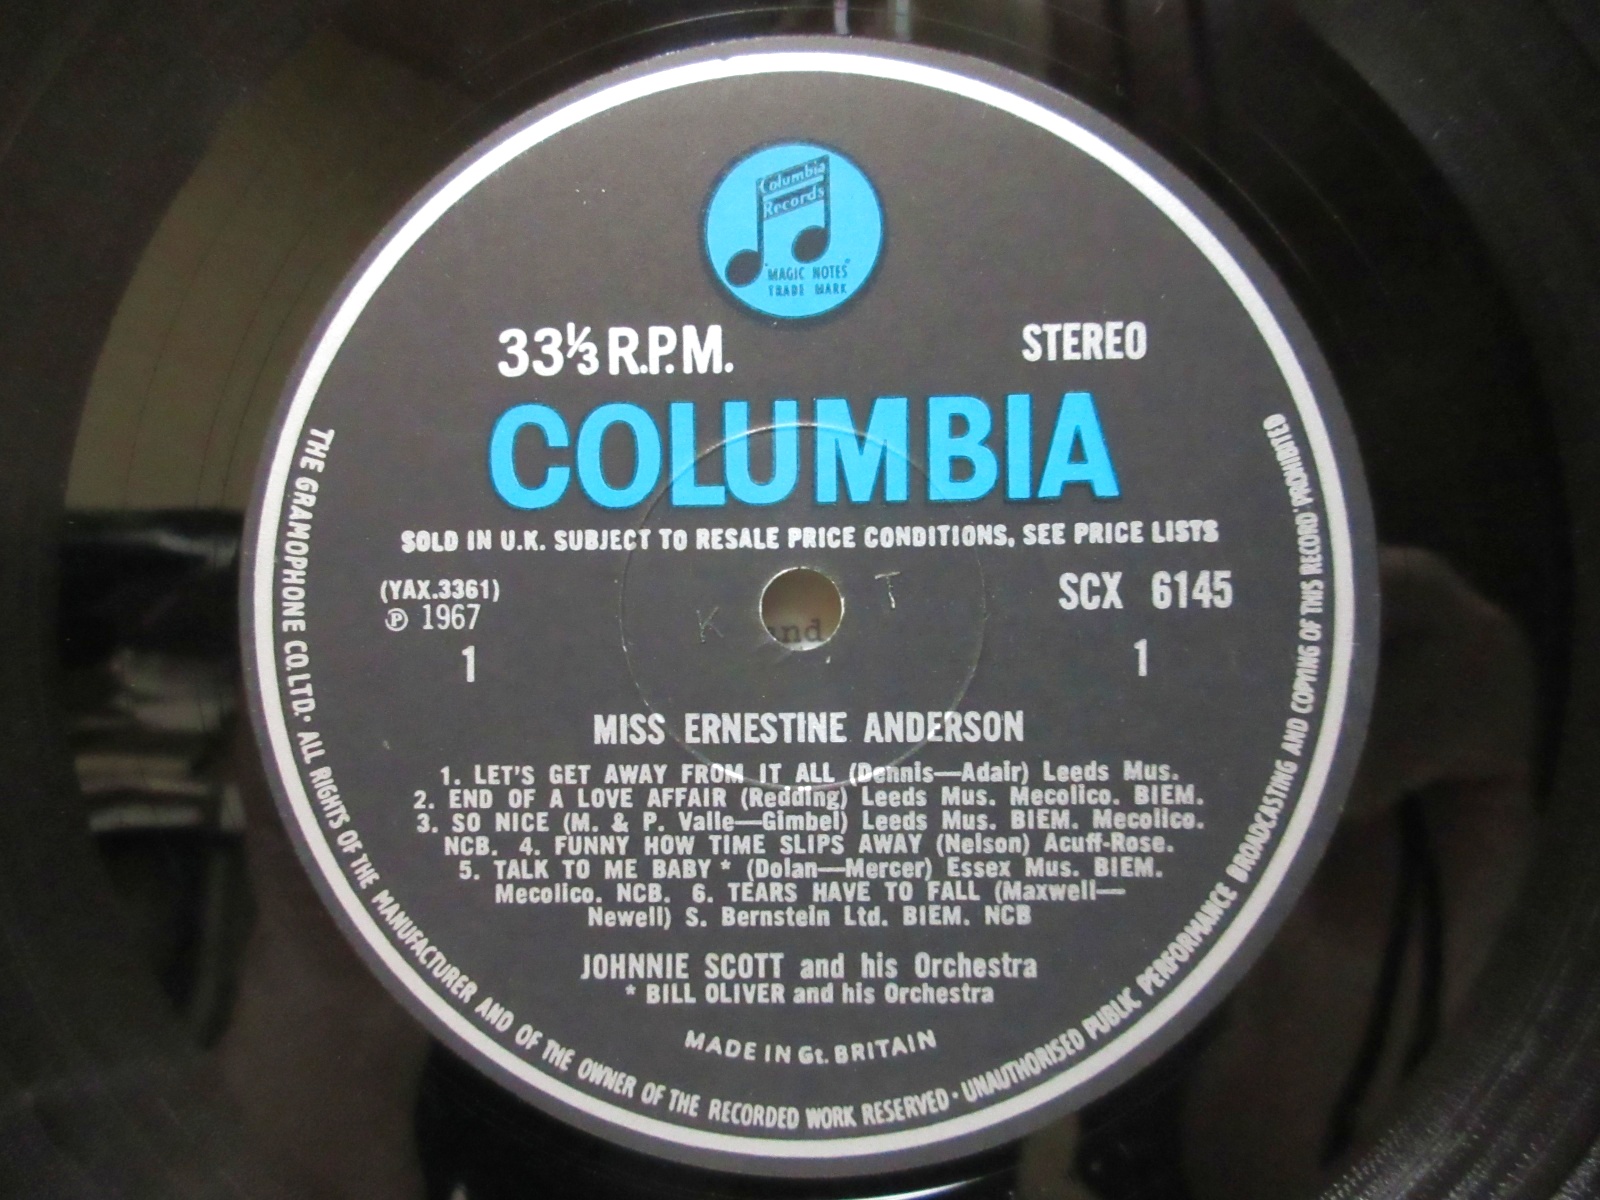 Columbia
Records
"MAGIC NOTES"
TRADE MARK
33⅓ R.P.M.
STEREO
COLUMBIA
SOLD IN U.K. SUBJECT TO RESALE PRICE CONDITIONS, SEE PRICE LISTS
(YAX.3361)
SCX 6145
Ⓟ 1967
1
1
K T
and
MISS ERNESTINE ANDERSON
1. LET'S GET AWAY FROM IT ALL (Dennis—Adair) Leeds Mus.
2. END OF A LOVE AFFAIR (Redding) Leeds Mus. Mecolico. BIEM.
3. SO NICE (M. & P. Valle—Gimbel) Leeds Mus. BIEM. Mecolico.
NCB. 4. FUNNY HOW TIME SLIPS AWAY (Nelson) Acuff-Rose.
5. TALK TO ME BABY * (Dolan—Mercer) Essex Mus. BIEM.
Mecolico. NCB. 6. TEARS HAVE TO FALL (Maxwell—
Newell) S. Bernstein Ltd. BIEM. NCB
JOHNNIE SCOTT and his Orchestra
* BILL OLIVER and his Orchestra
MADE IN Gt. BRITAIN
THE GRAMOPHONE CO. LTD. · ALL RIGHTS OF THE MANUFACTURER AND OF THE OWNER OF THE RECORDED WORK RESERVED · UNAUTHORISED PUBLIC PERFORMANCE BROADCASTING AND COPYING OF THIS RECORD PROHIBITED